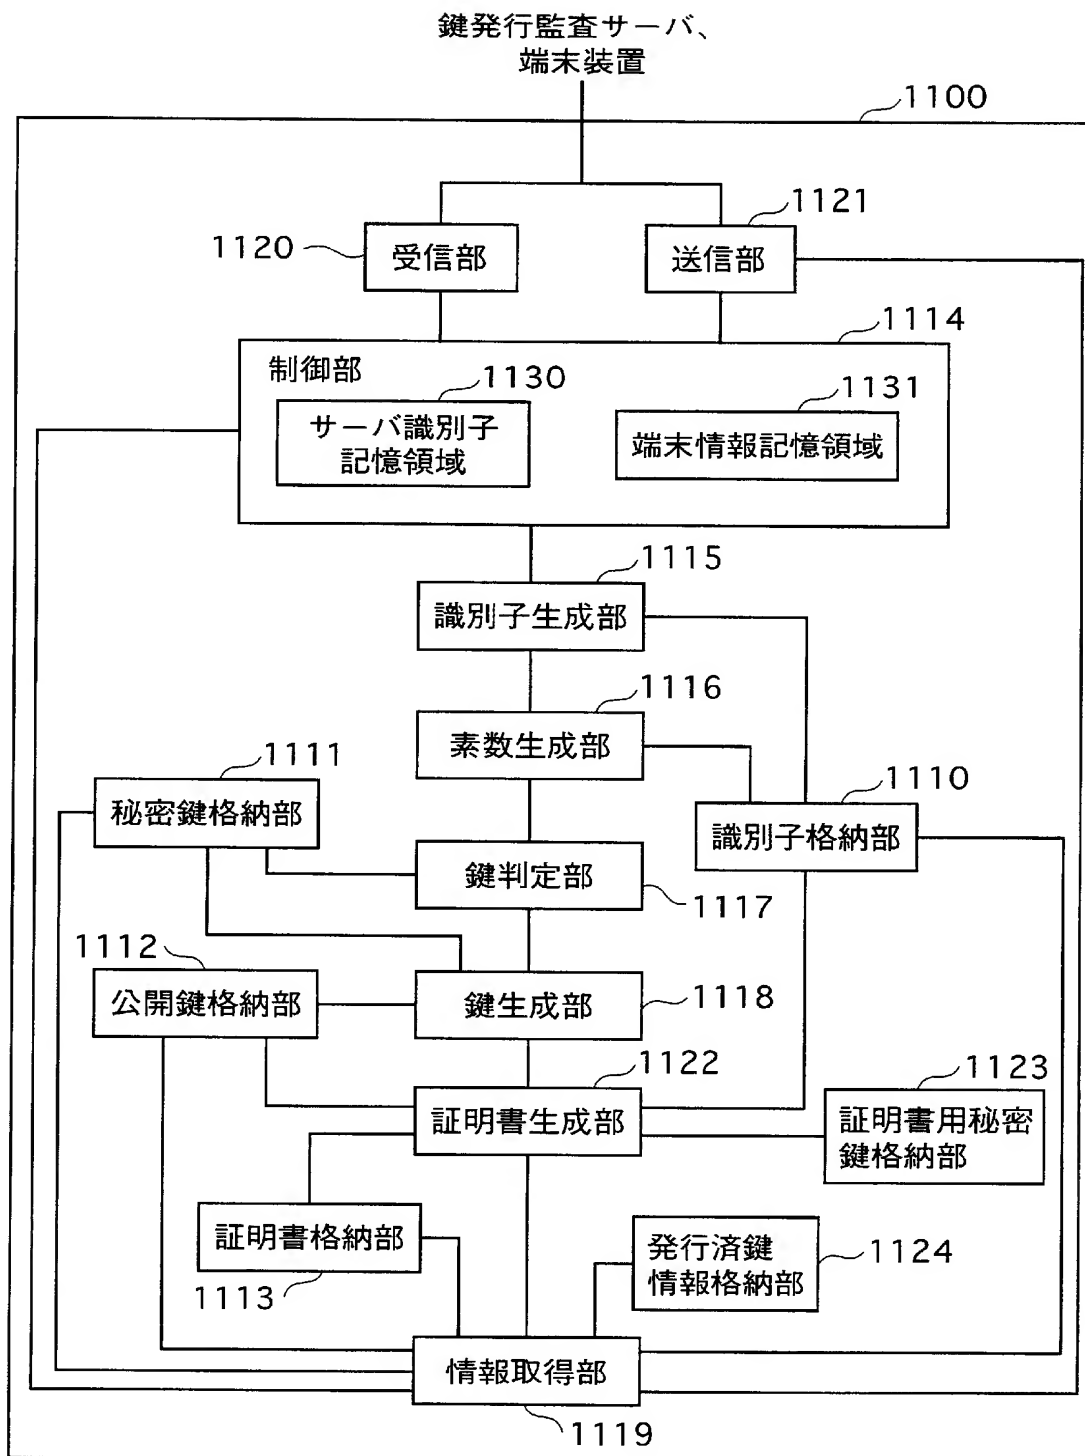 鍵発行監査サーバ、
端末装置
1100
1121
1120
受信部
送信部
1114
制御部
1130
1131
サーバ識別子
記憶領域
端末情報記憶領域
1115
識別子生成部
1116
素数生成部
1111
1110
秘密鍵格納部
識別子格納部
鍵判定部
1117
1112
公開鍵格納部
鍵生成部
1118
1122
1123
証明書生成部
証明書用秘密
鍵格納部
証明書格納部
1113
発行済鍵
情報格納部
1124
情報取得部
1119